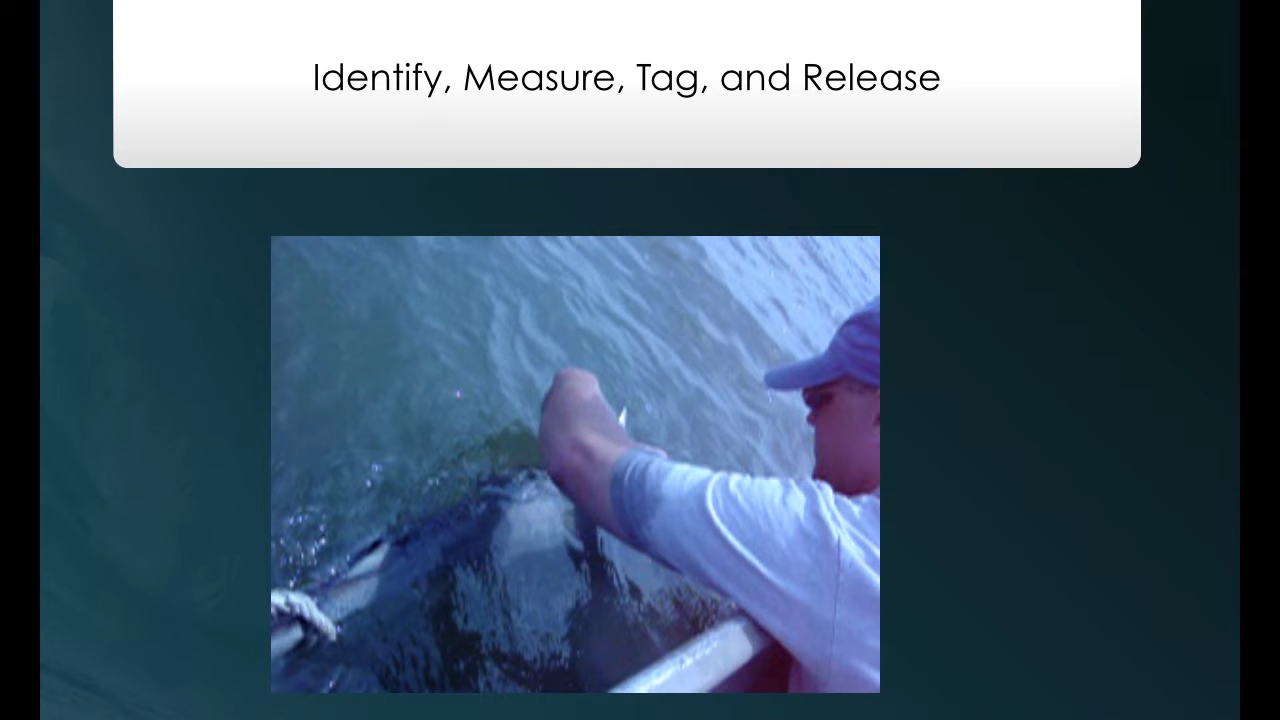 Identify, Measure, Tag, and Release